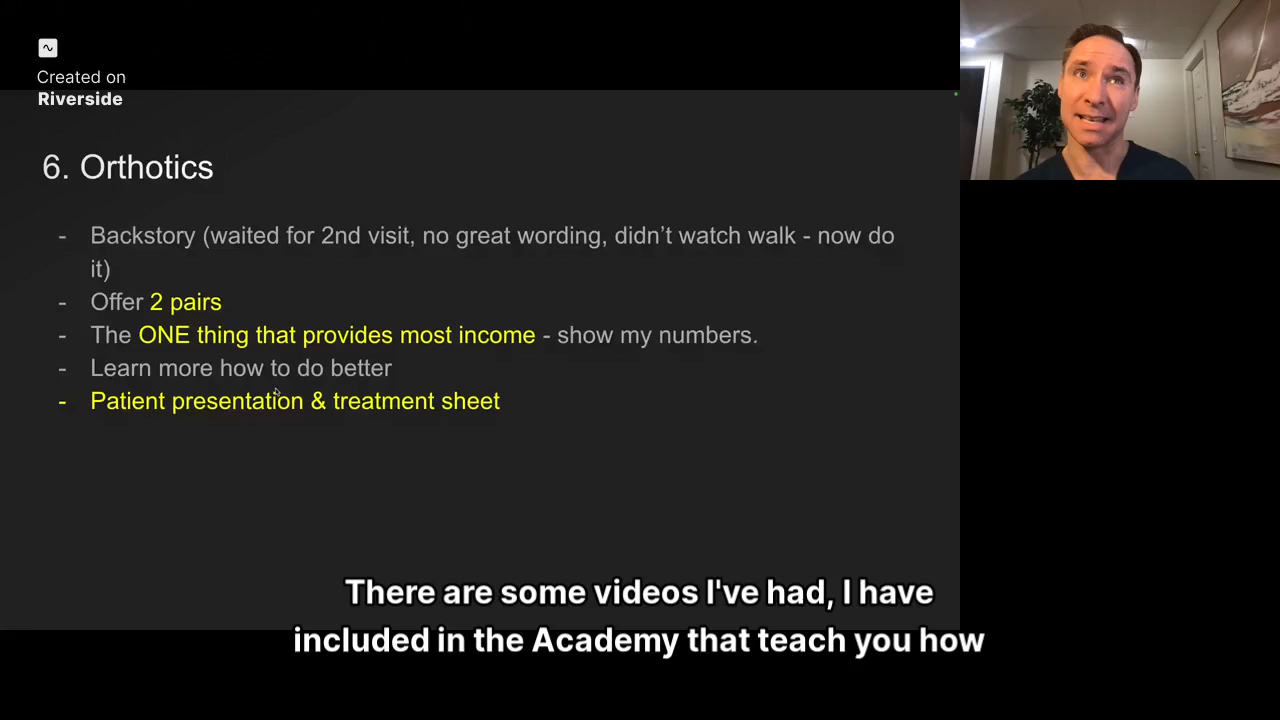 Created on
Riverside
6. Orthotics
- Backstory (waited for 2nd visit, no great wording, didn’t watch walk - now do
it)
- Offer 2 pairs
- The ONE thing that provides most income - show my numbers.
- Learn more how to do better
- Patient presentation & treatment sheet
There are some videos I've had, I have
included in the Academy that teach you how